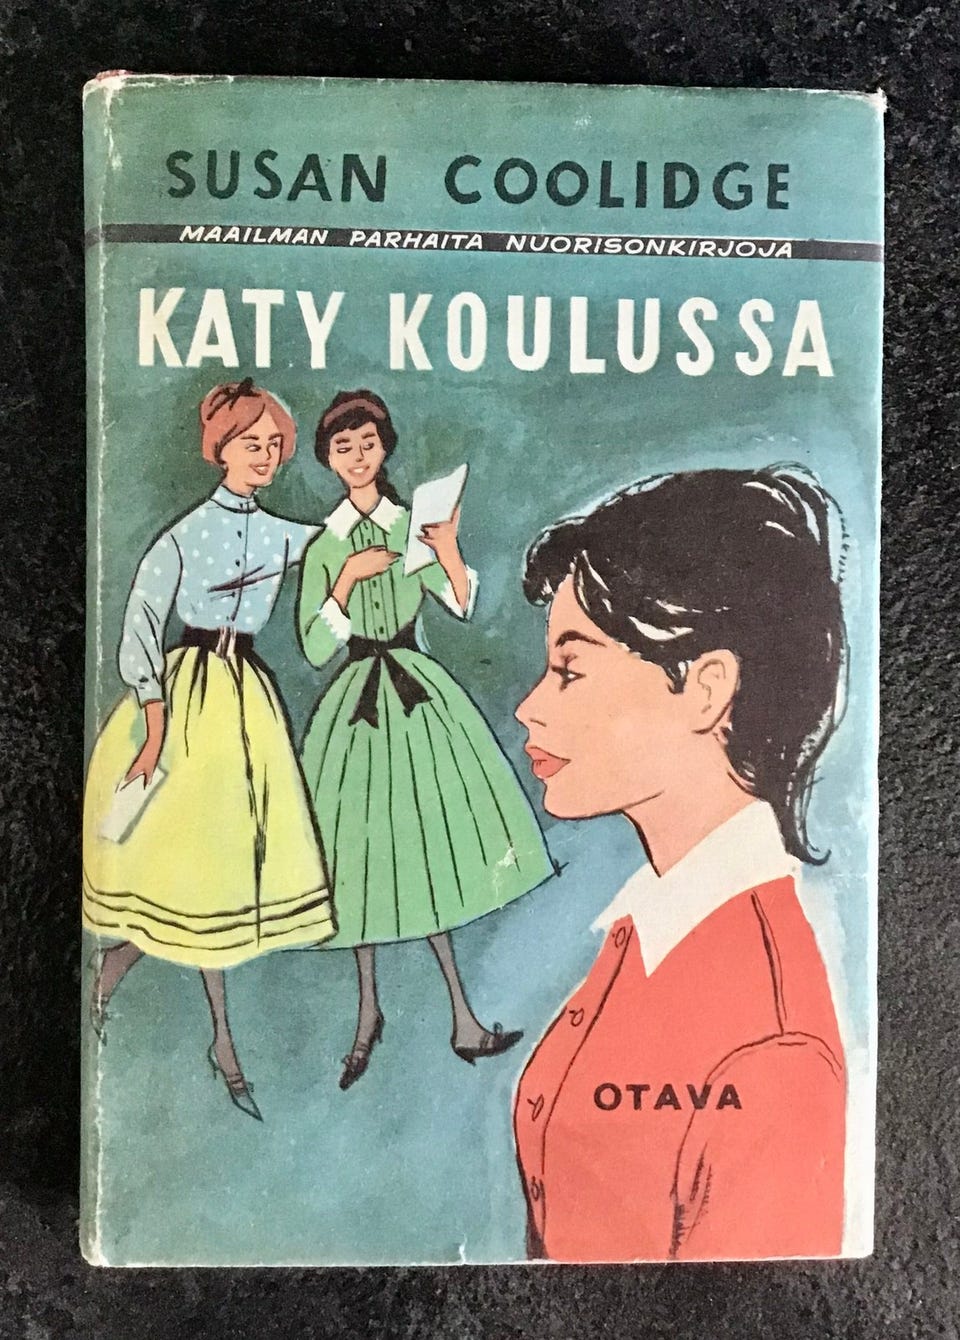 SUSAN COOLIDGE
MAAILMAN PARHAITA NUORISONKIRJOJA
KATY KOULUSSA
OTAVA